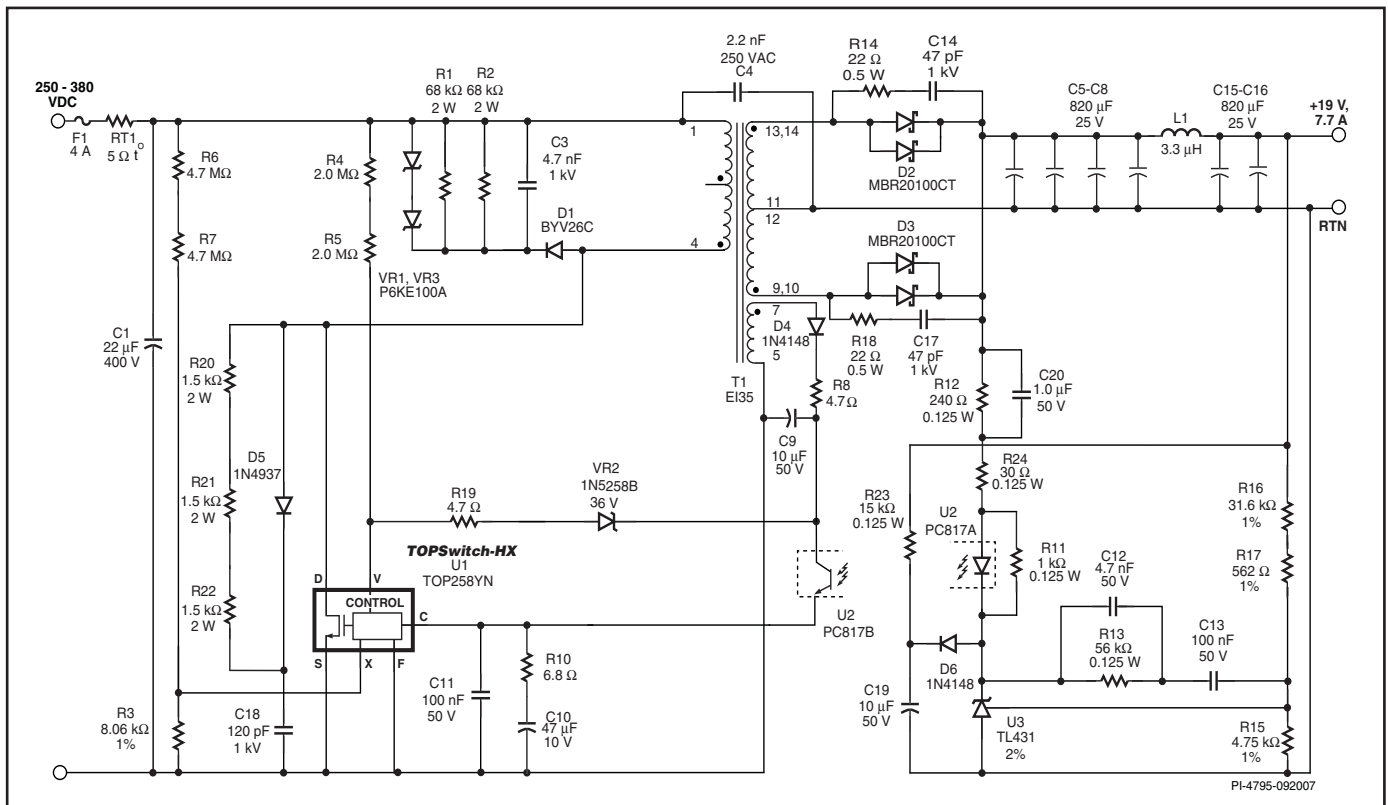 2.2 nF
250 VAC
C4
R14
22 Ω
0.5 W
C14
47 pF
1 kV
250 - 380
VDC
F1
4 A
RT1
5 Ω
t°
R1
68 kΩ
2 W
R2
68 kΩ
2 W
C5-C8
820 µF
25 V
C15-C16
820 µF
25 V
+19 V,
7.7 A
L1
3.3 µH
R6
4.7 MΩ
R4
2.0 MΩ
C3
4.7 nF
1 kV
1
13,14
D2
MBR20100CT
R7
4.7 MΩ
R5
2.0 MΩ
D1
BYV26C
4
11
12
RTN
D3
MBR20100CT
VR1, VR3
P6KE100A
9,10
7
D4
1N4148
5
R18
22 Ω
0.5 W
C17
47 pF
1 kV
C1
22 µF
400 V
R20
1.5 kΩ
2 W
T1
EI35
R8
4.7 Ω
R12
240 Ω
0.125 W
C20
1.0 µF
50 V
C9
10 µF
50 V
D5
1N4937
R21
1.5 kΩ
2 W
R19
4.7 Ω
VR2
1N5258B
36 V
R24
30 Ω
0.125 W
R23
15 kΩ
0.125 W
U2
PC817A
R16
31.6 kΩ
1%
R11
1 kΩ
0.125 W
R17
562 Ω
1%
TOPSwitch-HX
U1
TOP258YN
D
V
CONTROL
C
S
X
F
R22
1.5 kΩ
2 W
U2
PC817B
C12
4.7 nF
50 V
R13
56 kΩ
0.125 W
C13
100 nF
50 V
D6
1N4148
R10
6.8 Ω
C11
100 nF
50 V
C10
47 µF
10 V
C19
10 µF
50 V
U3
TL431
2%
R15
4.75 kΩ
1%
R3
8.06 kΩ
1%
C18
120 pF
1 kV
PI-4795-092007